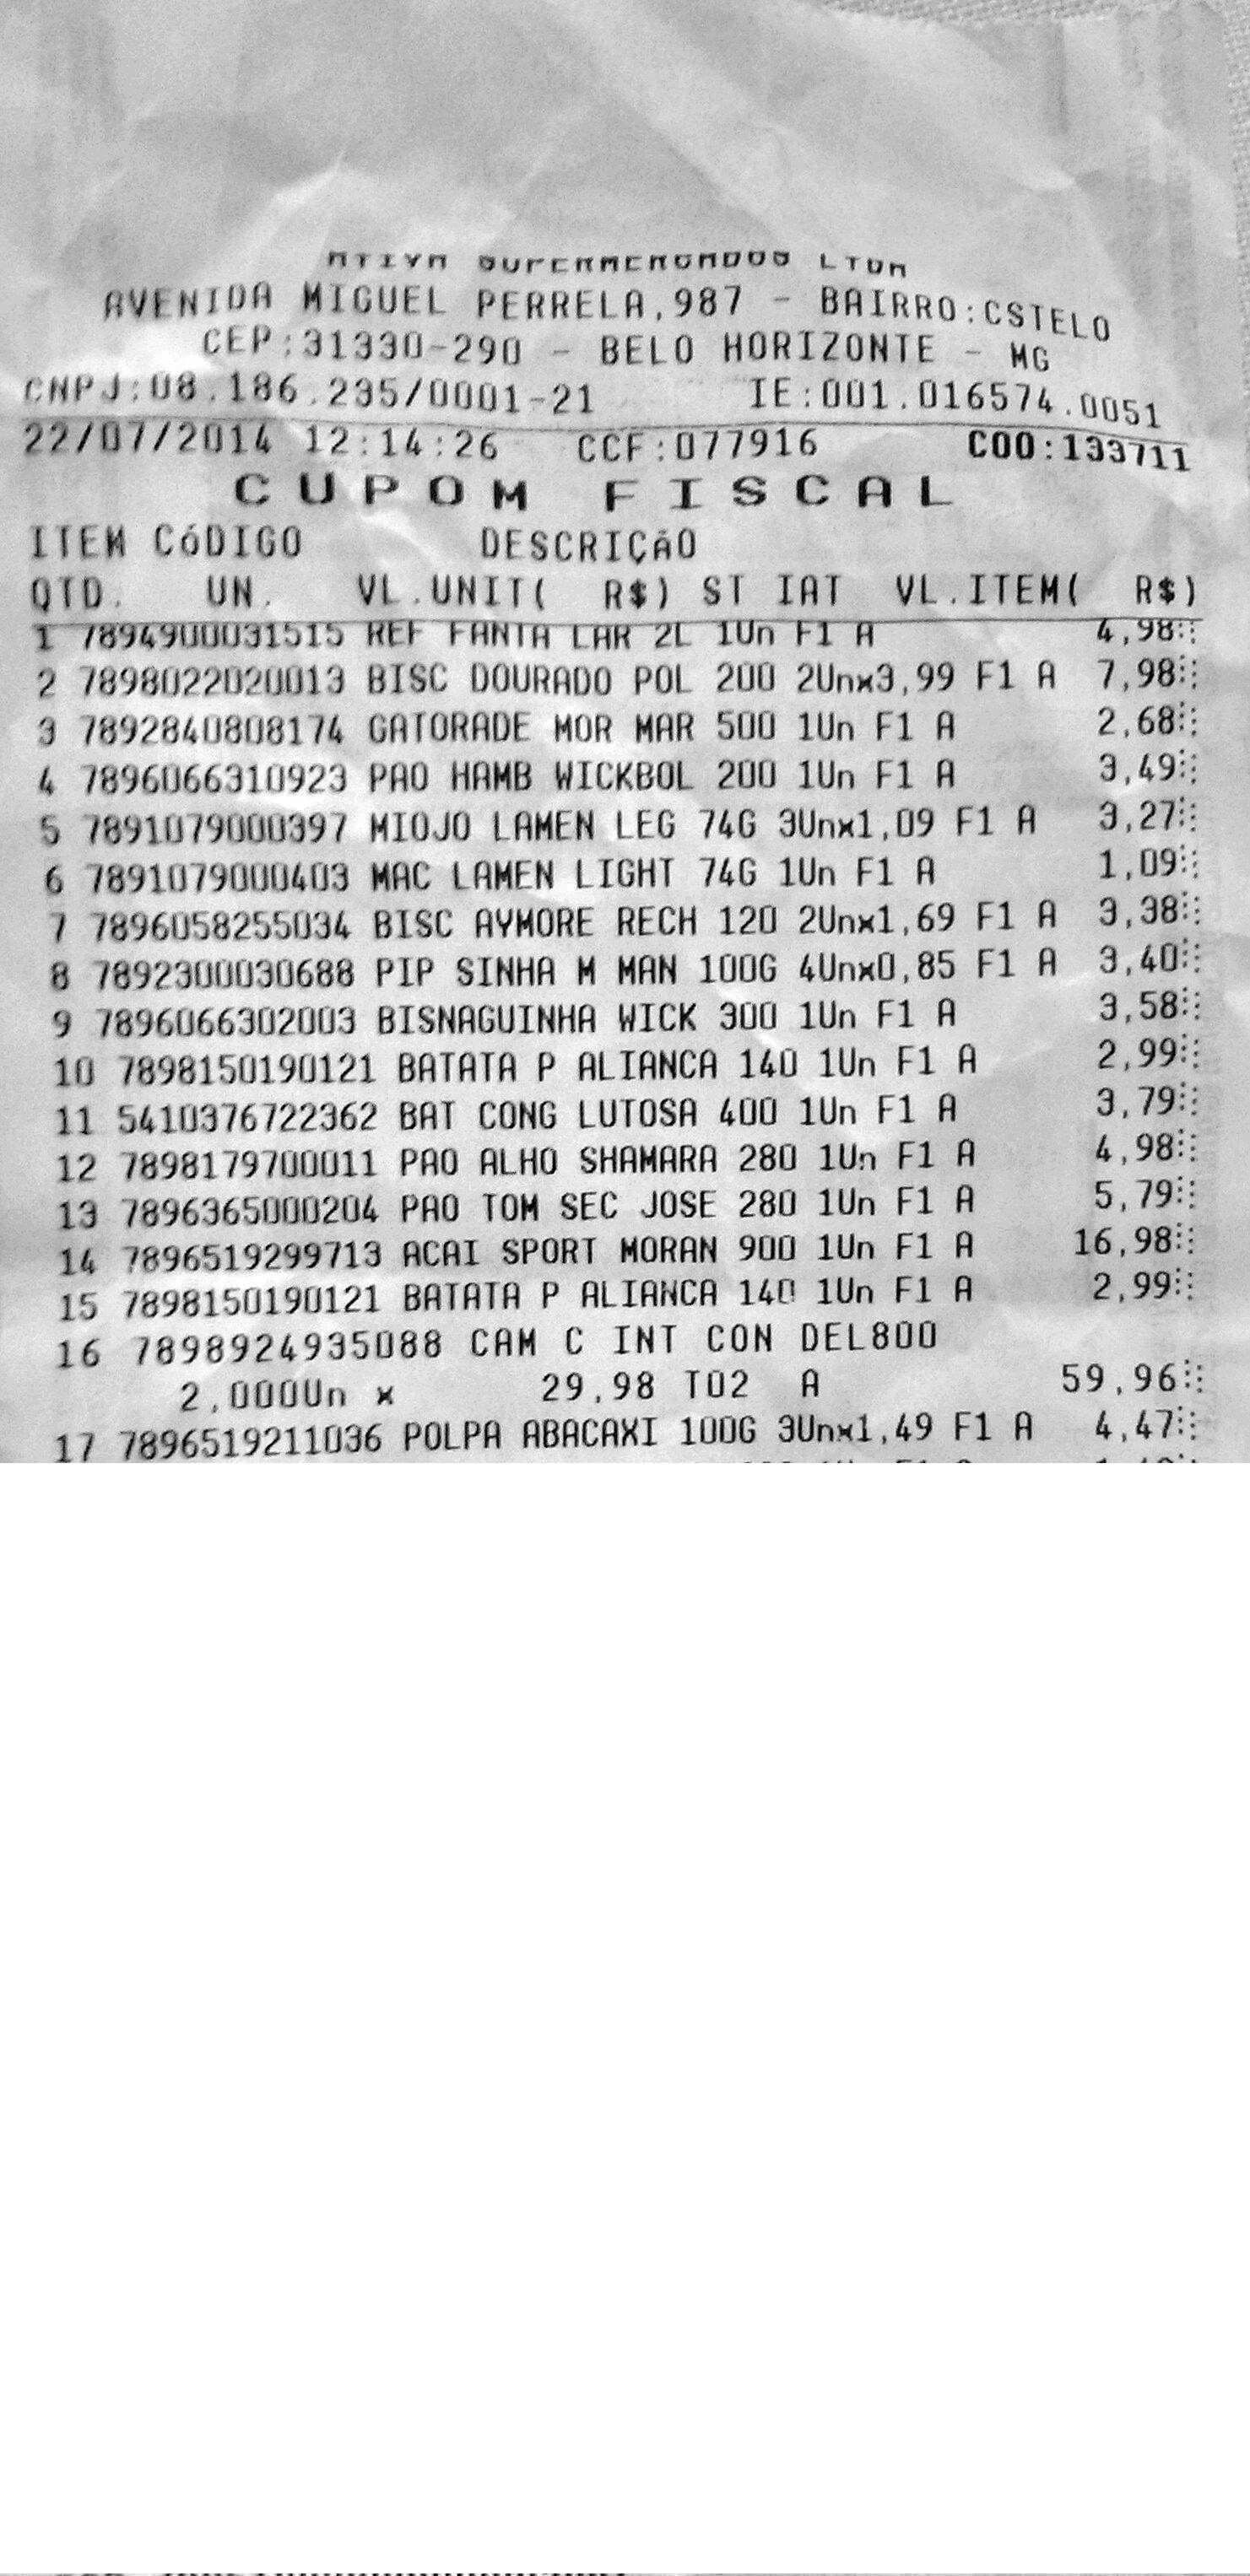 ATIVA SUPERMERCADOS LTDA
AVENIDA MIGUEL PERRELA,987 - BAIRRO:CSTELO
CEP:31330-290 - BELO HORIZONTE - MG
CNPJ:08.186.235/0001-21 IE:001.016574.0051
22/07/2014 12:14:26 CCF:077916 COO:133711
CUPOM FISCAL
ITEM CóDIGO DESCRIÇãO
QTD. UN. VL.UNIT( R$) ST IAT VL.ITEM( R$)
1 7894900031515 REF FANTA LAR 2L 1Un F1 A 4,98
2 7898022020013 BISC DOURADO POL 200 2Unx3,99 F1 A 7,98
3 7892840808174 GATORADE MOR MAR 500 1Un F1 A 2,68
4 7896066310923 PAO HAMB WICKBOL 200 1Un F1 A 3,49
5 7891079000397 MIOJO LAMEN LEG 74G 3Unx1,09 F1 A 3,27
6 7891079000403 MAC LAMEN LIGHT 74G 1Un F1 A 1,09
7 7896058255034 BISC AYMORE RECH 120 2Unx1,69 F1 A 3,38
8 7892300030688 PIP SINHA M MAN 100G 4Unx0,85 F1 A 3,40
9 7896066302003 BISNAGUINHA WICK 300 1Un F1 A 3,58
10 7898150190121 BATATA P ALIANCA 140 1Un F1 A 2,99
11 5410376722362 BAT CONG LUTOSA 400 1Un F1 A 3,79
12 7898179700011 PAO ALHO SHAMARA 280 1Un F1 A 4,98
13 7896365000204 PAO TOM SEC JOSE 280 1Un F1 A 5,79
14 7896519299713 ACAI SPORT MORAN 900 1Un F1 A 16,98
15 7898150190121 BATATA P ALIANCA 140 1Un F1 A 2,99
16 7898924935088 CAM C INT CON DEL800
2,000Un x 29,98 T02 A 59,96
17 7896519211036 POLPA ABACAXI 100G 3Unx1,49 F1 A 4,47